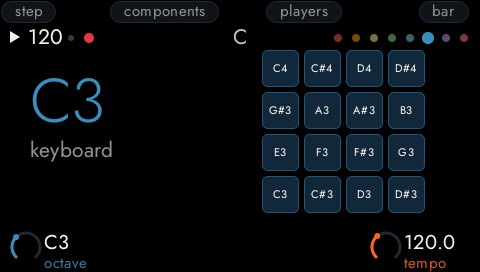 step components players bar
120 C
C3
keyboard
C4 C#4 D4 D#4
G#3 A3 A#3 B3
E3 F3 F#3 G3
C3 C#3 D3 D#3
C3
octave
120.0
tempo